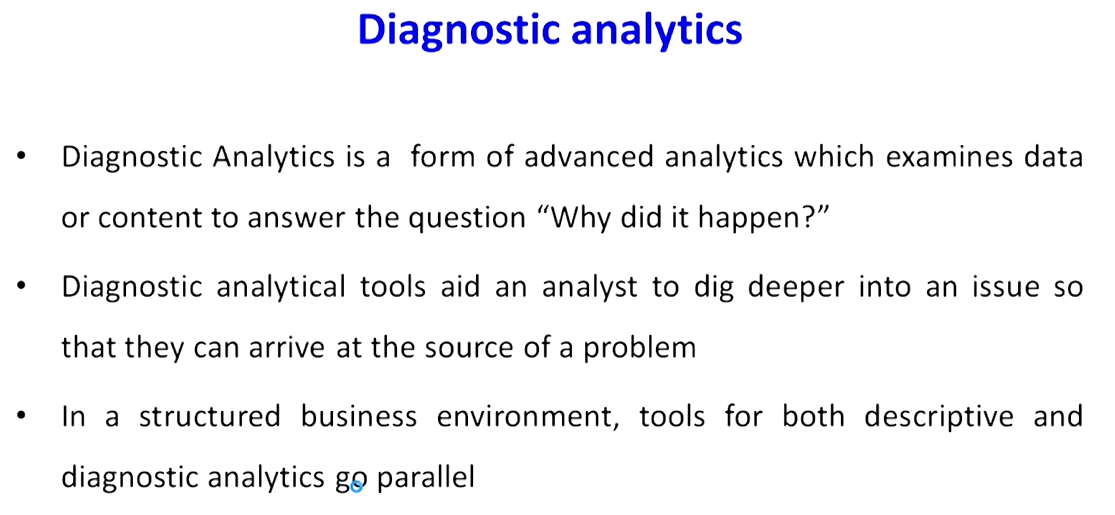 Diagnostic analytics
• Diagnostic Analytics is a form of advanced analytics which examines data
or content to answer the question “Why did it happen?”
• Diagnostic analytical tools aid an analyst to dig deeper into an issue so
that they can arrive at the source of a problem
• In a structured business environment, tools for both descriptive and
diagnostic analytics go parallel